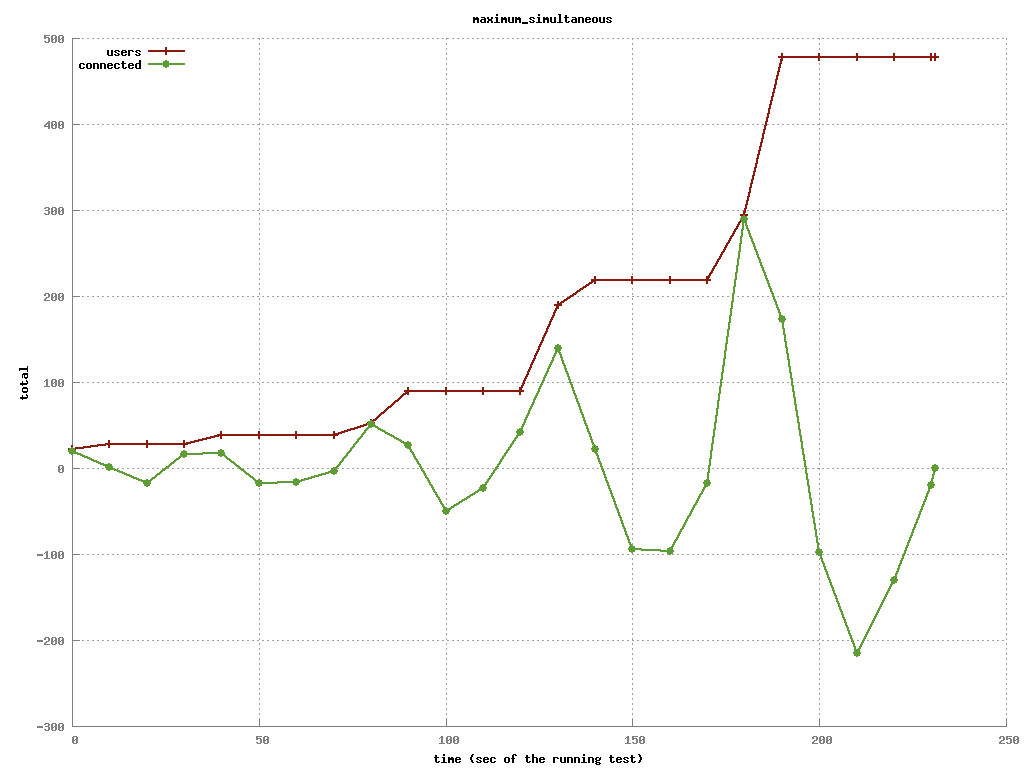 maximum_simultaneous
500
users
connected
400
300
200
total
100
0
-100
-200
-300
0 50 100 150 200 250
time (sec of the running test)